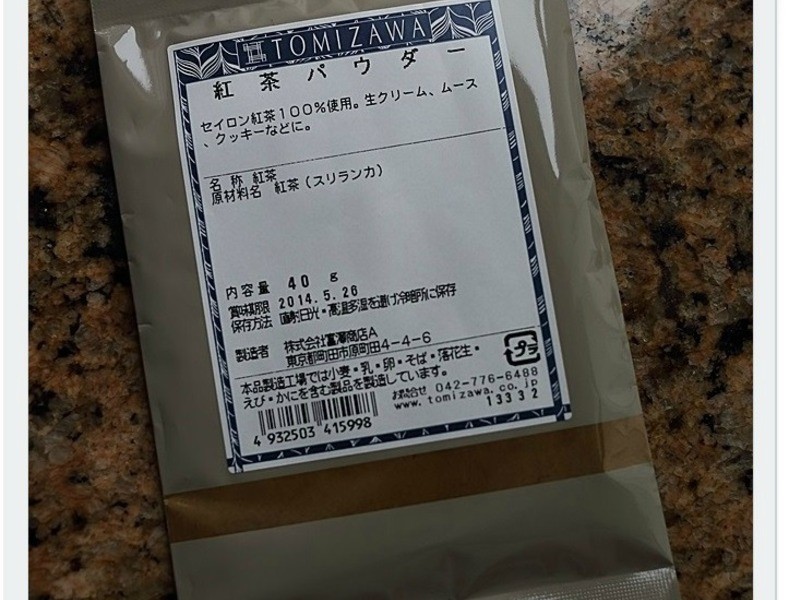 TOMIZAWA
紅茶パウダー
セイロン紅茶100%使用。生クリーム、ムース
、クッキーなどに。
名 称 紅茶
原材料名 紅茶(スリランカ)
内容量 40 g
賞味期限 2014.5.26
保存方法 直射日光・高温多湿を避け冷暗所に保存
製造者 株式会社富澤商店A
東京都町田市原町田4-4-6
プラ
本品製造工場では小麦・乳・卵・そば・落花生・
えび・かにを含む製品を製造しています。
お問合せ 042-776-6488
www.tomizawa.co.jp
13332
4 932503 415998